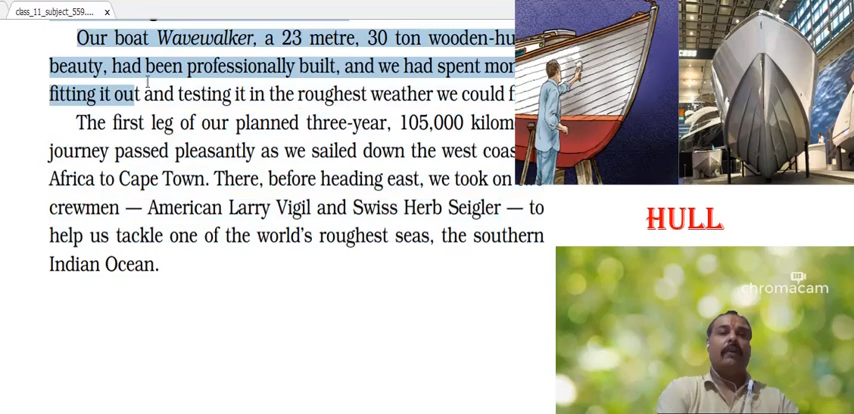 class_11_subject_559....
Our boat Wavewalker, a 23 metre, 30 ton wooden-hu
beauty, had been professionally built, and we had spent mor
fitting it out and testing it in the roughest weather we could f
The first leg of our planned three-year, 105,000 kilom
journey passed pleasantly as we sailed down the west coas
Africa to Cape Town. There, before heading east, we took on
crewmen — American Larry Vigil and Swiss Herb Seigler — to
help us tackle one of the world's roughest seas, the southern
Indian Ocean.
HULL
chromacam